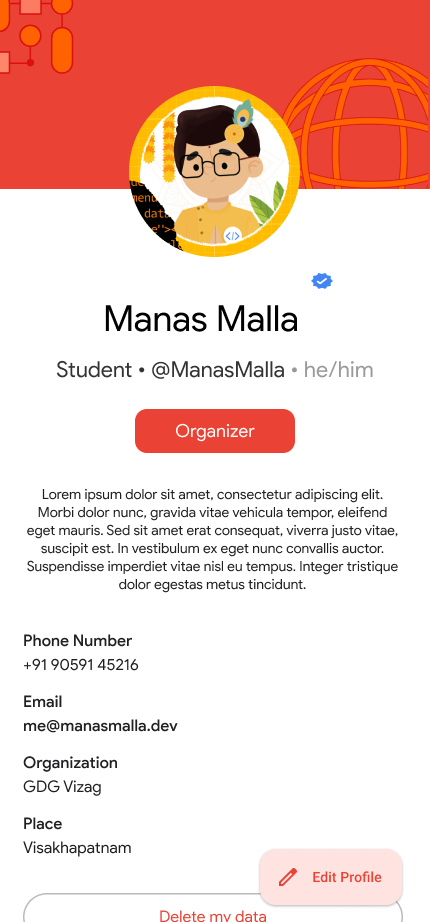 de
menu
data
e"><
</>
Manas Malla
Student • @ManasMalla • he/him
Organizer
Lorem ipsum dolor sit amet, consectetur adipiscing elit.
Morbi dolor nunc, gravida vitae vehicula tempor, eleifend
eget mauris. Sed sit amet erat consequat, viverra justo vitae,
suscipit est. In vestibulum ex eget nunc convallis auctor.
Suspendisse imperdiet vitae nisl eu tempus. Integer tristique
dolor egestas metus tincidunt.
Phone Number
+91 90591 45216
Email
me@manasmalla.dev
Organization
GDG Vizag
Place
Visakhapatnam
Edit Profile
Delete my data